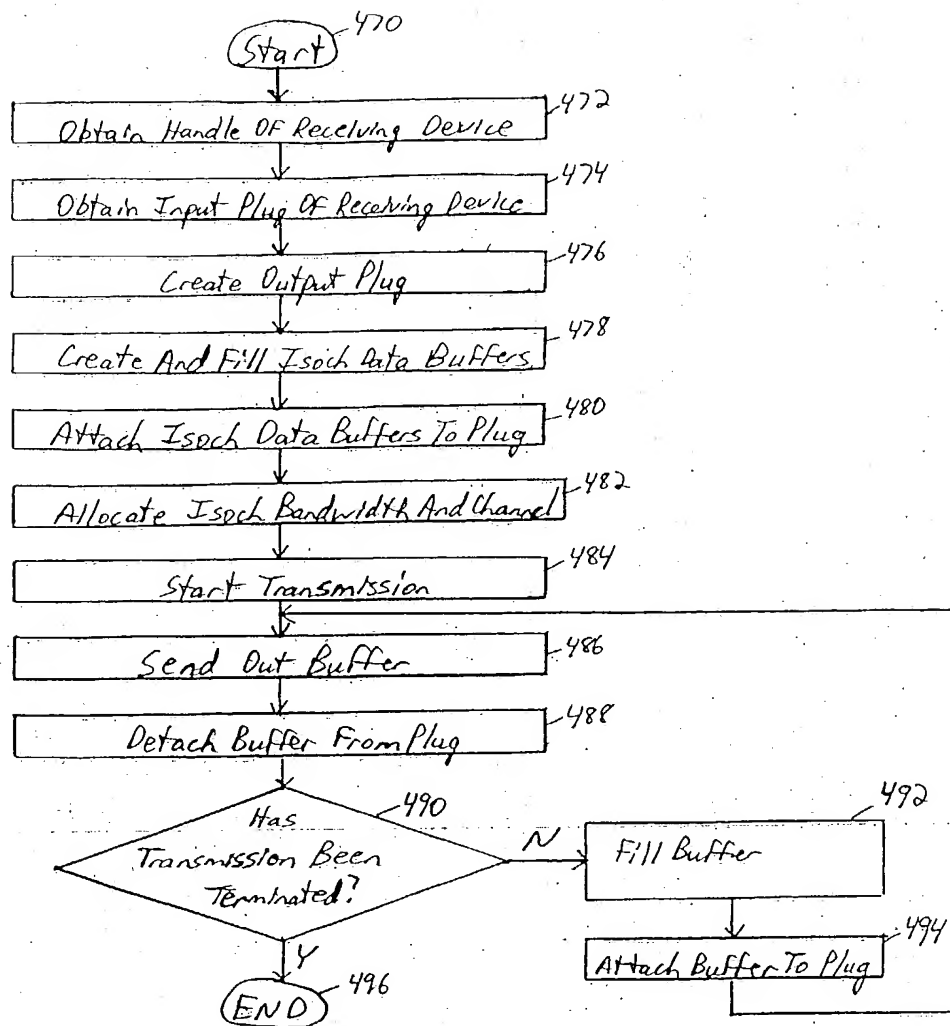 470
Start
472
Obtain Handle Of Receiving Device
474
Obtain Input Plug Of Receiving Device
476
Create Output Plug
478
Create And Fill Isoch Data Buffers
480
Attach Isoch Data Buffers To Plug
482
Allocate Isoch Bandwidth And Channel
484
Start Transmission
486
Send Out Buffer
488
Detach Buffer From Plug
490
Has
Transmission Been
Terminated?
N
492
Fill Buffer
494
Attach Buffer To Plug
Y
496
END